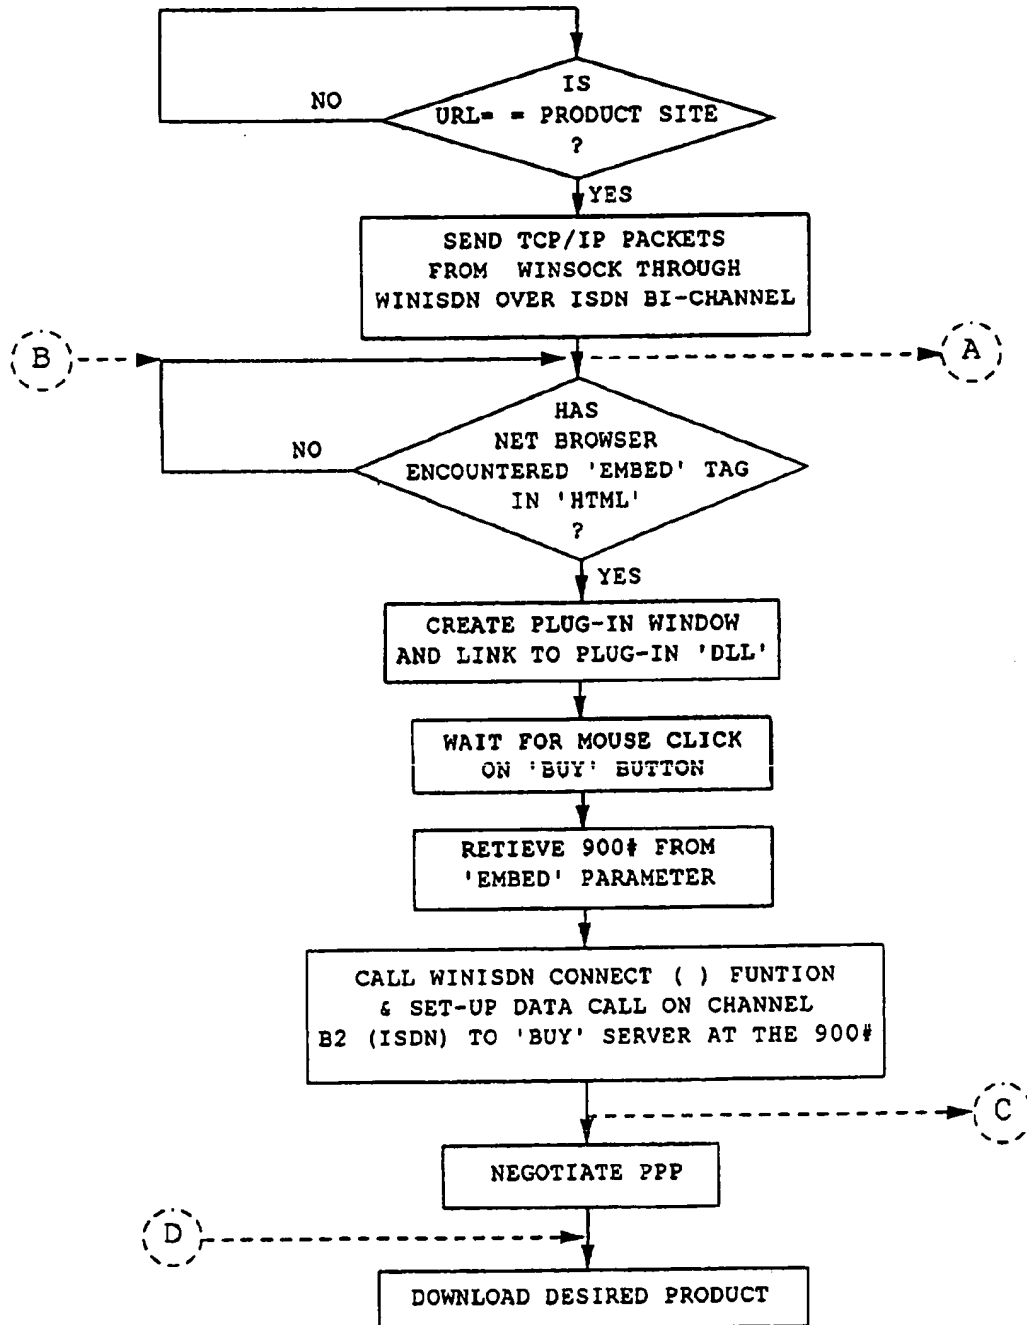 IS
NO
URL= = PRODUCT SITE
?
YES
SEND TCP/IP PACKETS
FROM WINSOCK THROUGH
WINISDN OVER ISDN BI-CHANNEL
B
A
HAS
NET BROWSER
NO
ENCOUNTERED 'EMBED' TAG
IN 'HTML'
?
YES
CREATE PLUG-IN WINDOW
AND LINK TO PLUG-IN 'DLL'
WAIT FOR MOUSE CLICK
ON 'BUY' BUTTON
RETIEVE 900# FROM
'EMBED' PARAMETER
CALL WINISDN CONNECT ( ) FUNTION
& SET-UP DATA CALL ON CHANNEL
B2 (ISDN) TO 'BUY' SERVER AT THE 900#
C
NEGOTIATE PPP
D
DOWNLOAD DESIRED PRODUCT